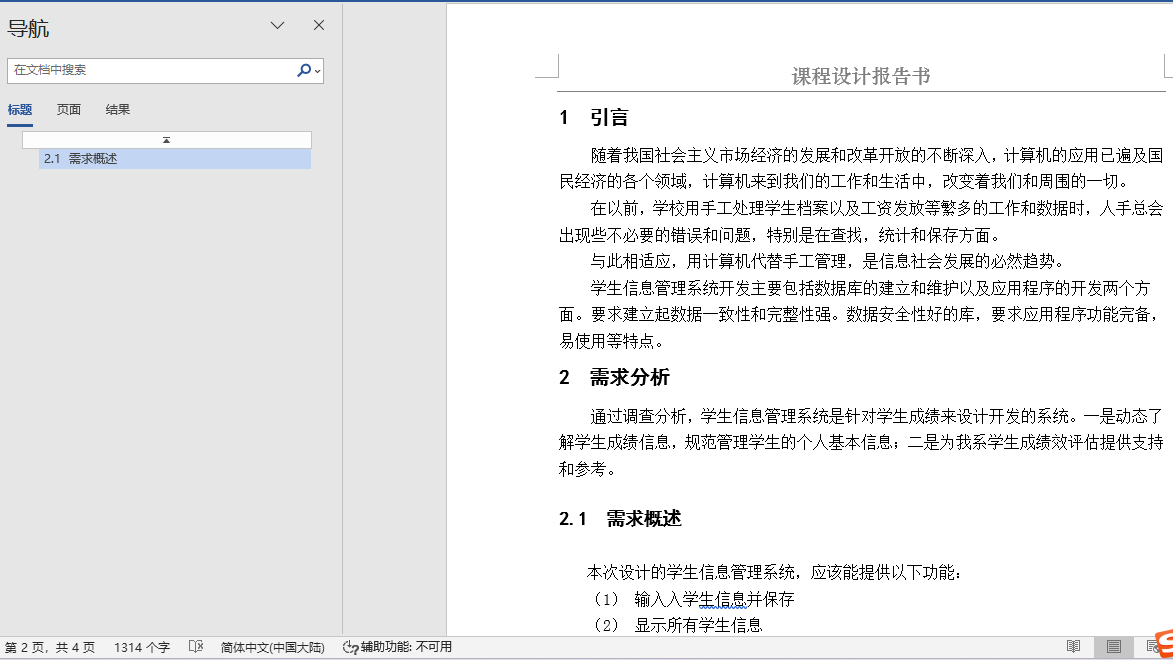 导航
在文档中搜索
标题 页面 结果
2.1 需求概述
课程设计报告书
1 引言
随着我国社会主义市场经济的发展和改革开放的不断深入，计算机的应用已遍及国
民经济的各个领域，计算机来到我们的工作和生活中，改变着我们和周围的一切。
在以前，学校用手工处理学生档案以及工资发放等繁多的工作和数据时，人手总会
出现些不必要的错误和问题，特别是在查找，统计和保存方面。
与此相适应，用计算机代替手工管理，是信息社会发展的必然趋势。
学生信息管理系统开发主要包括数据库的建立和维护以及应用程序的开发两个方
面。要求建立起数据一致性和完整性强。数据安全性好的库，要求应用程序功能完备，
易使用等特点。
2 需求分析
通过调查分析，学生信息管理系统是针对学生成绩来设计开发的系统。一是动态了
解学生成绩信息，规范管理学生的个人基本信息；二是为我系学生成绩效评估提供支持
和参考。
2.1 需求概述
本次设计的学生信息管理系统，应该能提供以下功能：
（1） 输入入学生信息并保存
（2） 显示所有学生信息
第 2 页，共 4 页 1314 个字 简体中文(中国大陆) 辅助功能: 不可用